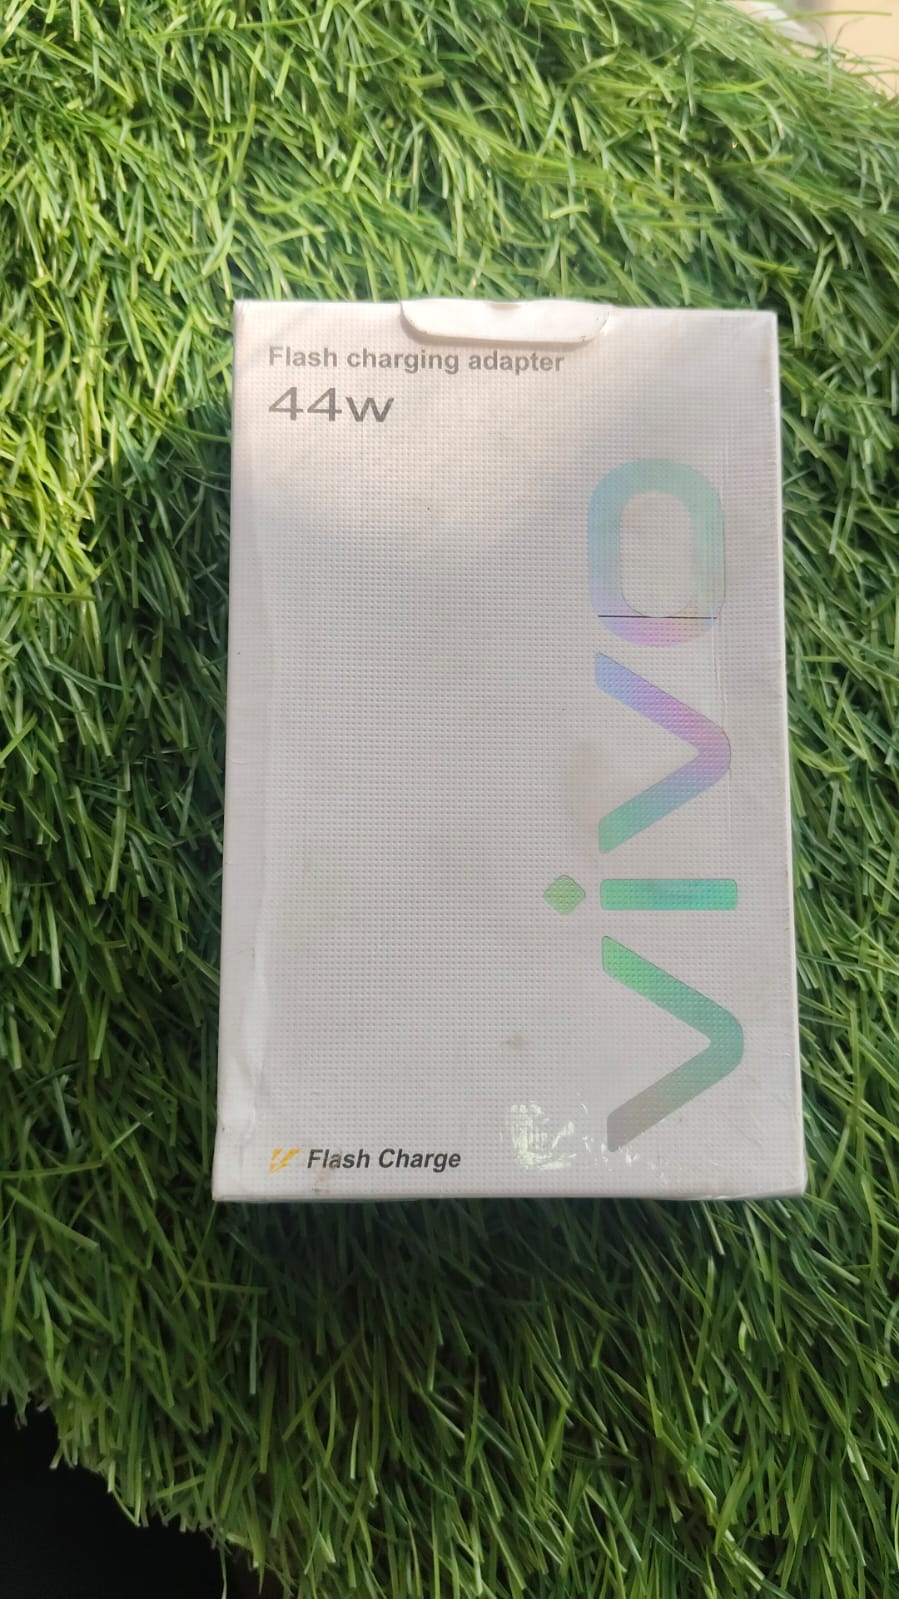 Flash charging adapter
44w
vivo
Flash Charge